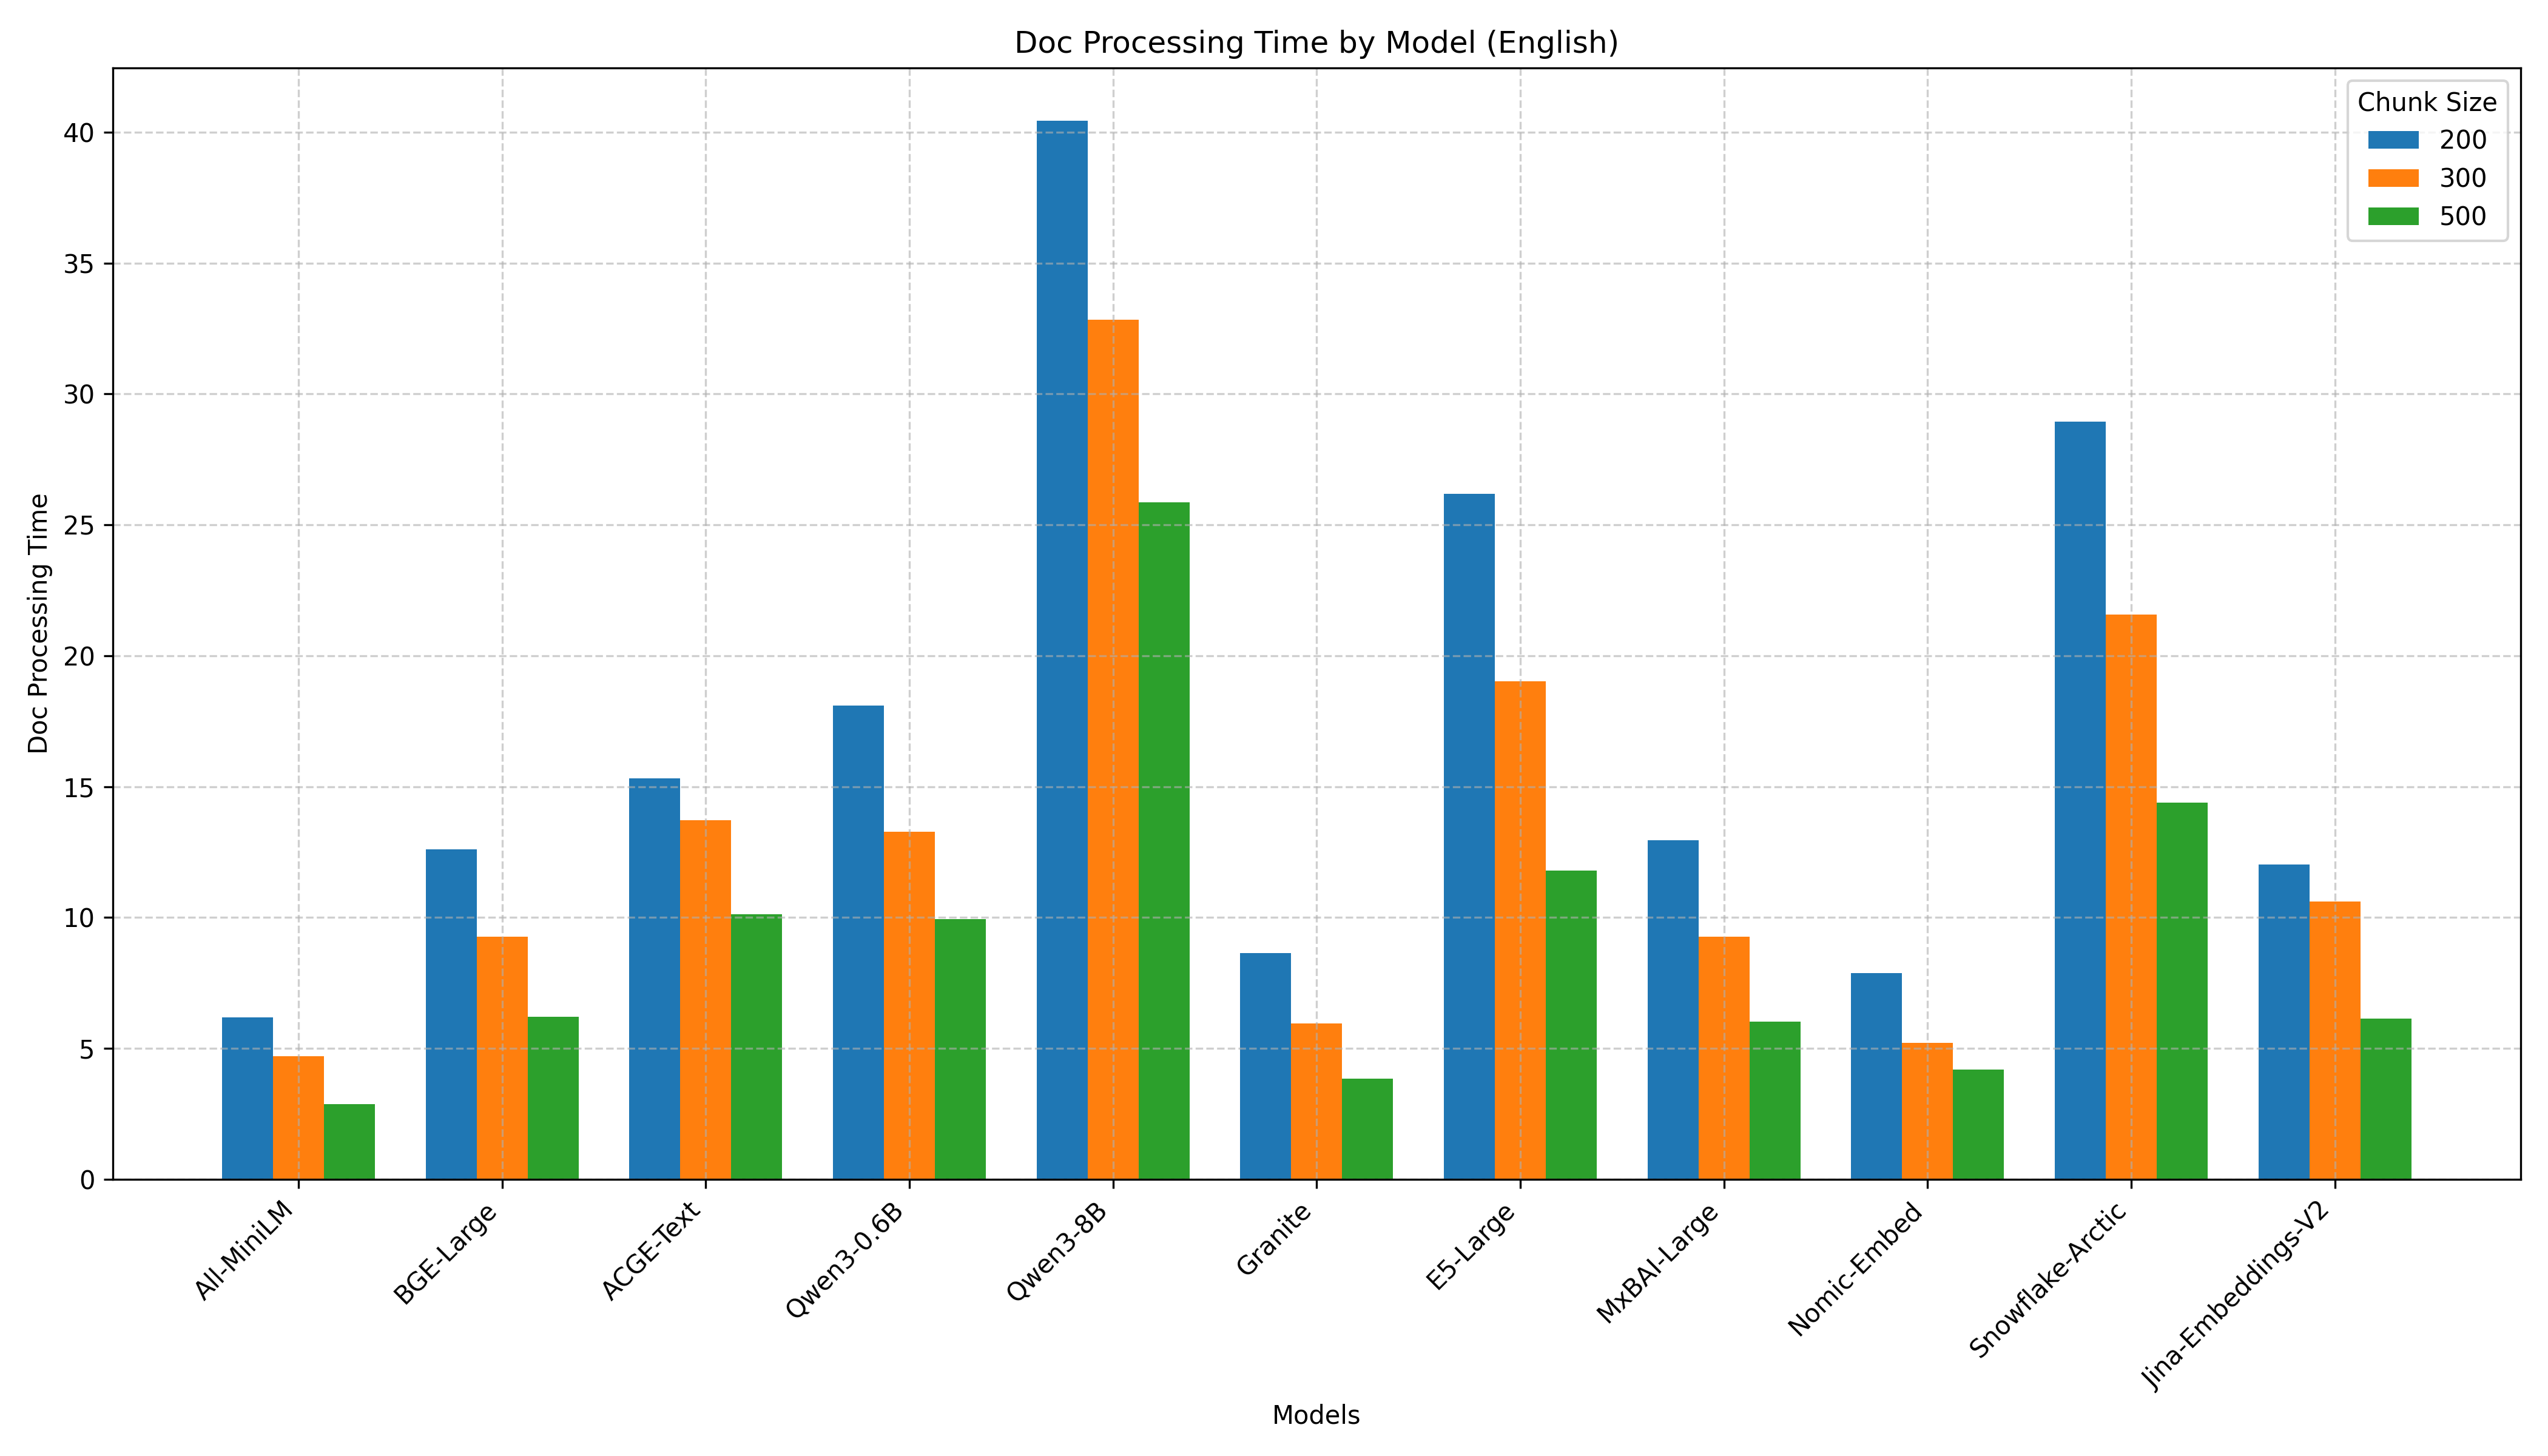 Doc Processing Time by Model (English)
Chunk Size
200
300
500
Doc Processing Time
40
35
30
25
20
15
10
5
0
All-MiniLM
BGE-Large
ACGE-Text
Qwen3-0.6B
Qwen3-8B
Granite
E5-Large
MxBAI-Large
Nomic-Embed
Snowflake-Arctic
Jina-Embeddings-V2
Models